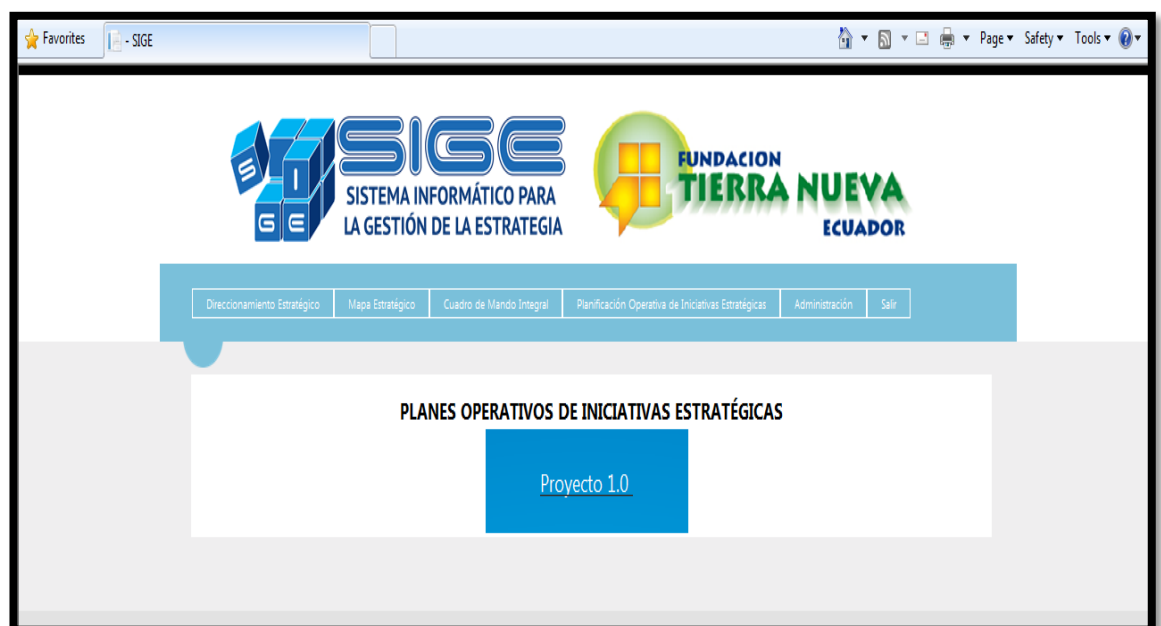 Favorites
- SIGE
Page
Safety
Tools
S
I
G
E
SIGE
SISTEMA INFORMÁTICO PARA
LA GESTIÓN DE LA ESTRATEGIA
FUNDACION
TIERRA NUEVA
ECUADOR
Direccionamiento Estratégico
Mapa Estratégico
Cuadro de Mando Integral
Planificación Operativa de Iniciativas Estratégicas
Administración
Salir
PLANES OPERATIVOS DE INICIATIVAS ESTRATÉGICAS
Proyecto 1.0